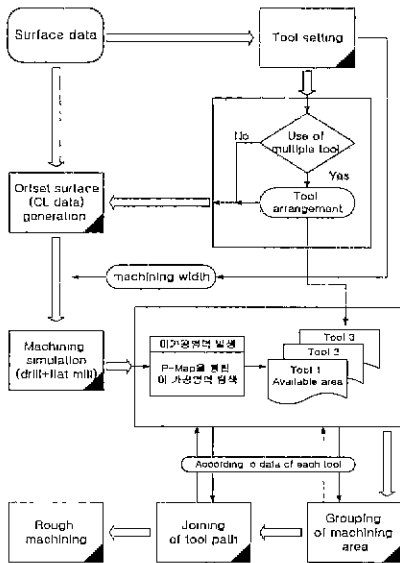 Surface data
Tool setting
No
Use of
multiple tool
Yes
Tool
arrangement
Offset surface
(CL data)
generation
machining width
Machining
simulation
(drill+flat mill)
미가공영역 발생
P-Map을 통한
미가공영역 탐색
Tool 3
Tool 2
Tool 1
Available area
According to data of each tool
Rough
machining
Joining
of tool path
Grouping
of machining
area